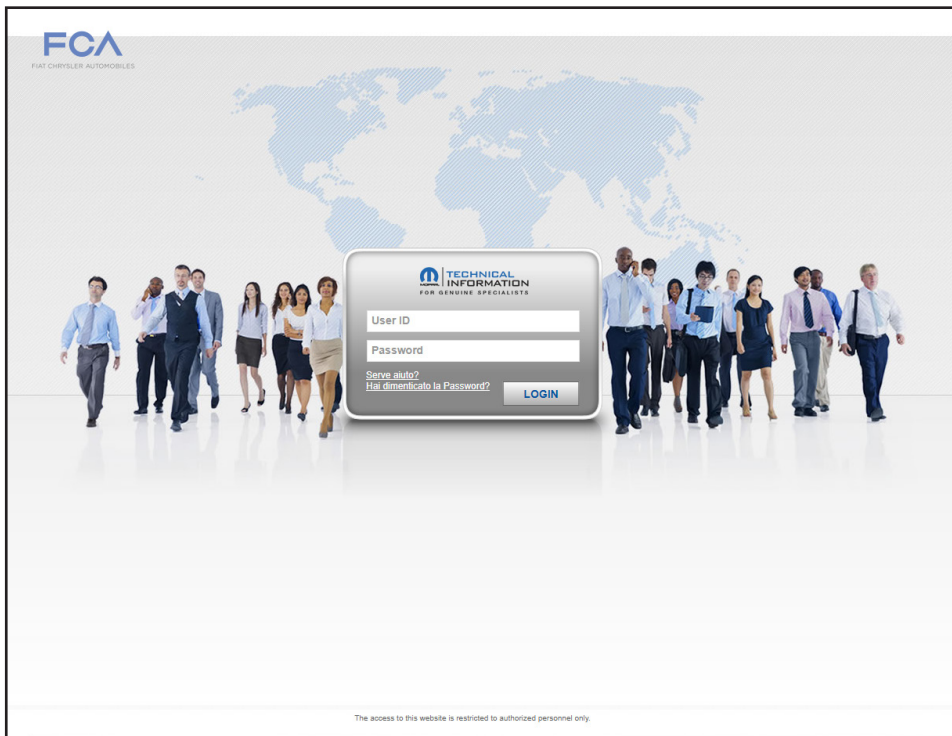 FCA
FIAT CHRYSLER AUTOMOBILES
MOPAR
TECHNICAL
INFORMATION
FOR GENUINE SPECIALISTS
User ID
Password
Serve aiuto?
Hai dimenticato la Password?
LOGIN
The access to this website is restricted to authorized personnel only.